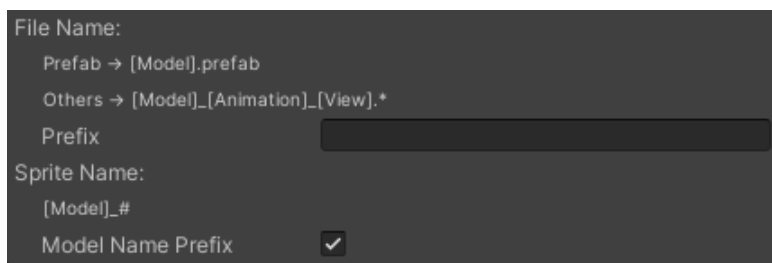 File Name:
Prefab → [Model].prefab
Others → [Model]_[Animation]_[View].*
Prefix
Sprite Name:
[Model]_#
Model Name Prefix